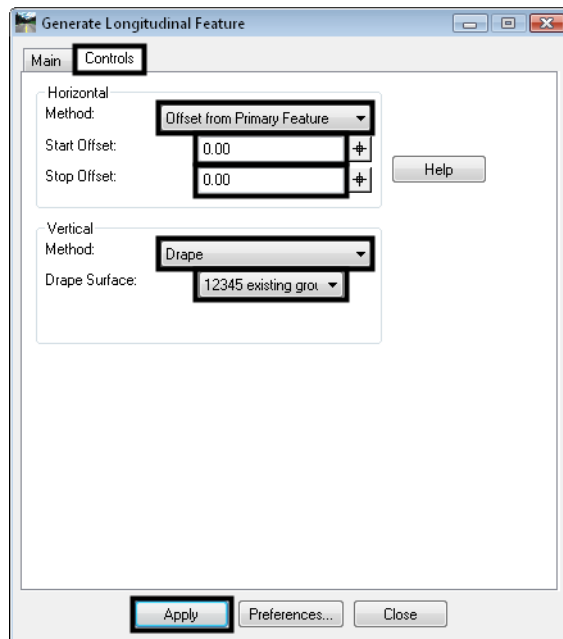 Generate Longitudinal Feature
Main Controls
Horizontal
Method: Offset from Primary Feature
Start Offset: 0.00
Stop Offset: 0.00
Help
Vertical
Method: Drape
Drape Surface: 12345 existing grou
Apply Preferences... Close